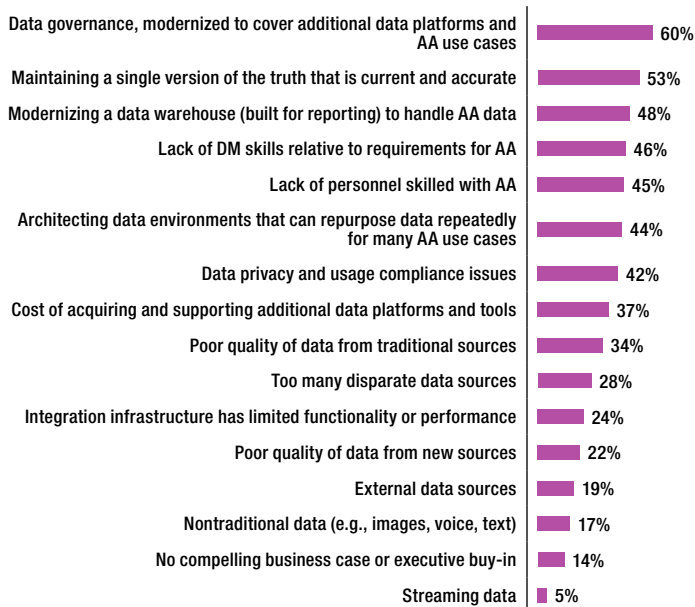 Data governance, modernized to cover additional data platforms and
AA use cases 60%
Maintaining a single version of the truth that is current and accurate 53%
Modernizing a data warehouse (built for reporting) to handle AA data 48%
Lack of DM skills relative to requirements for AA 46%
Lack of personnel skilled with AA 45%
Architecting data environments that can repurpose data repeatedly
for many AA use cases 44%
Data privacy and usage compliance issues 42%
Cost of acquiring and supporting additional data platforms and tools 37%
Poor quality of data from traditional sources 34%
Too many disparate data sources 28%
Integration infrastructure has limited functionality or performance 24%
Poor quality of data from new sources 22%
External data sources 19%
Nontraditional data (e.g., images, voice, text) 17%
No compelling business case or executive buy-in 14%
Streaming data 5%